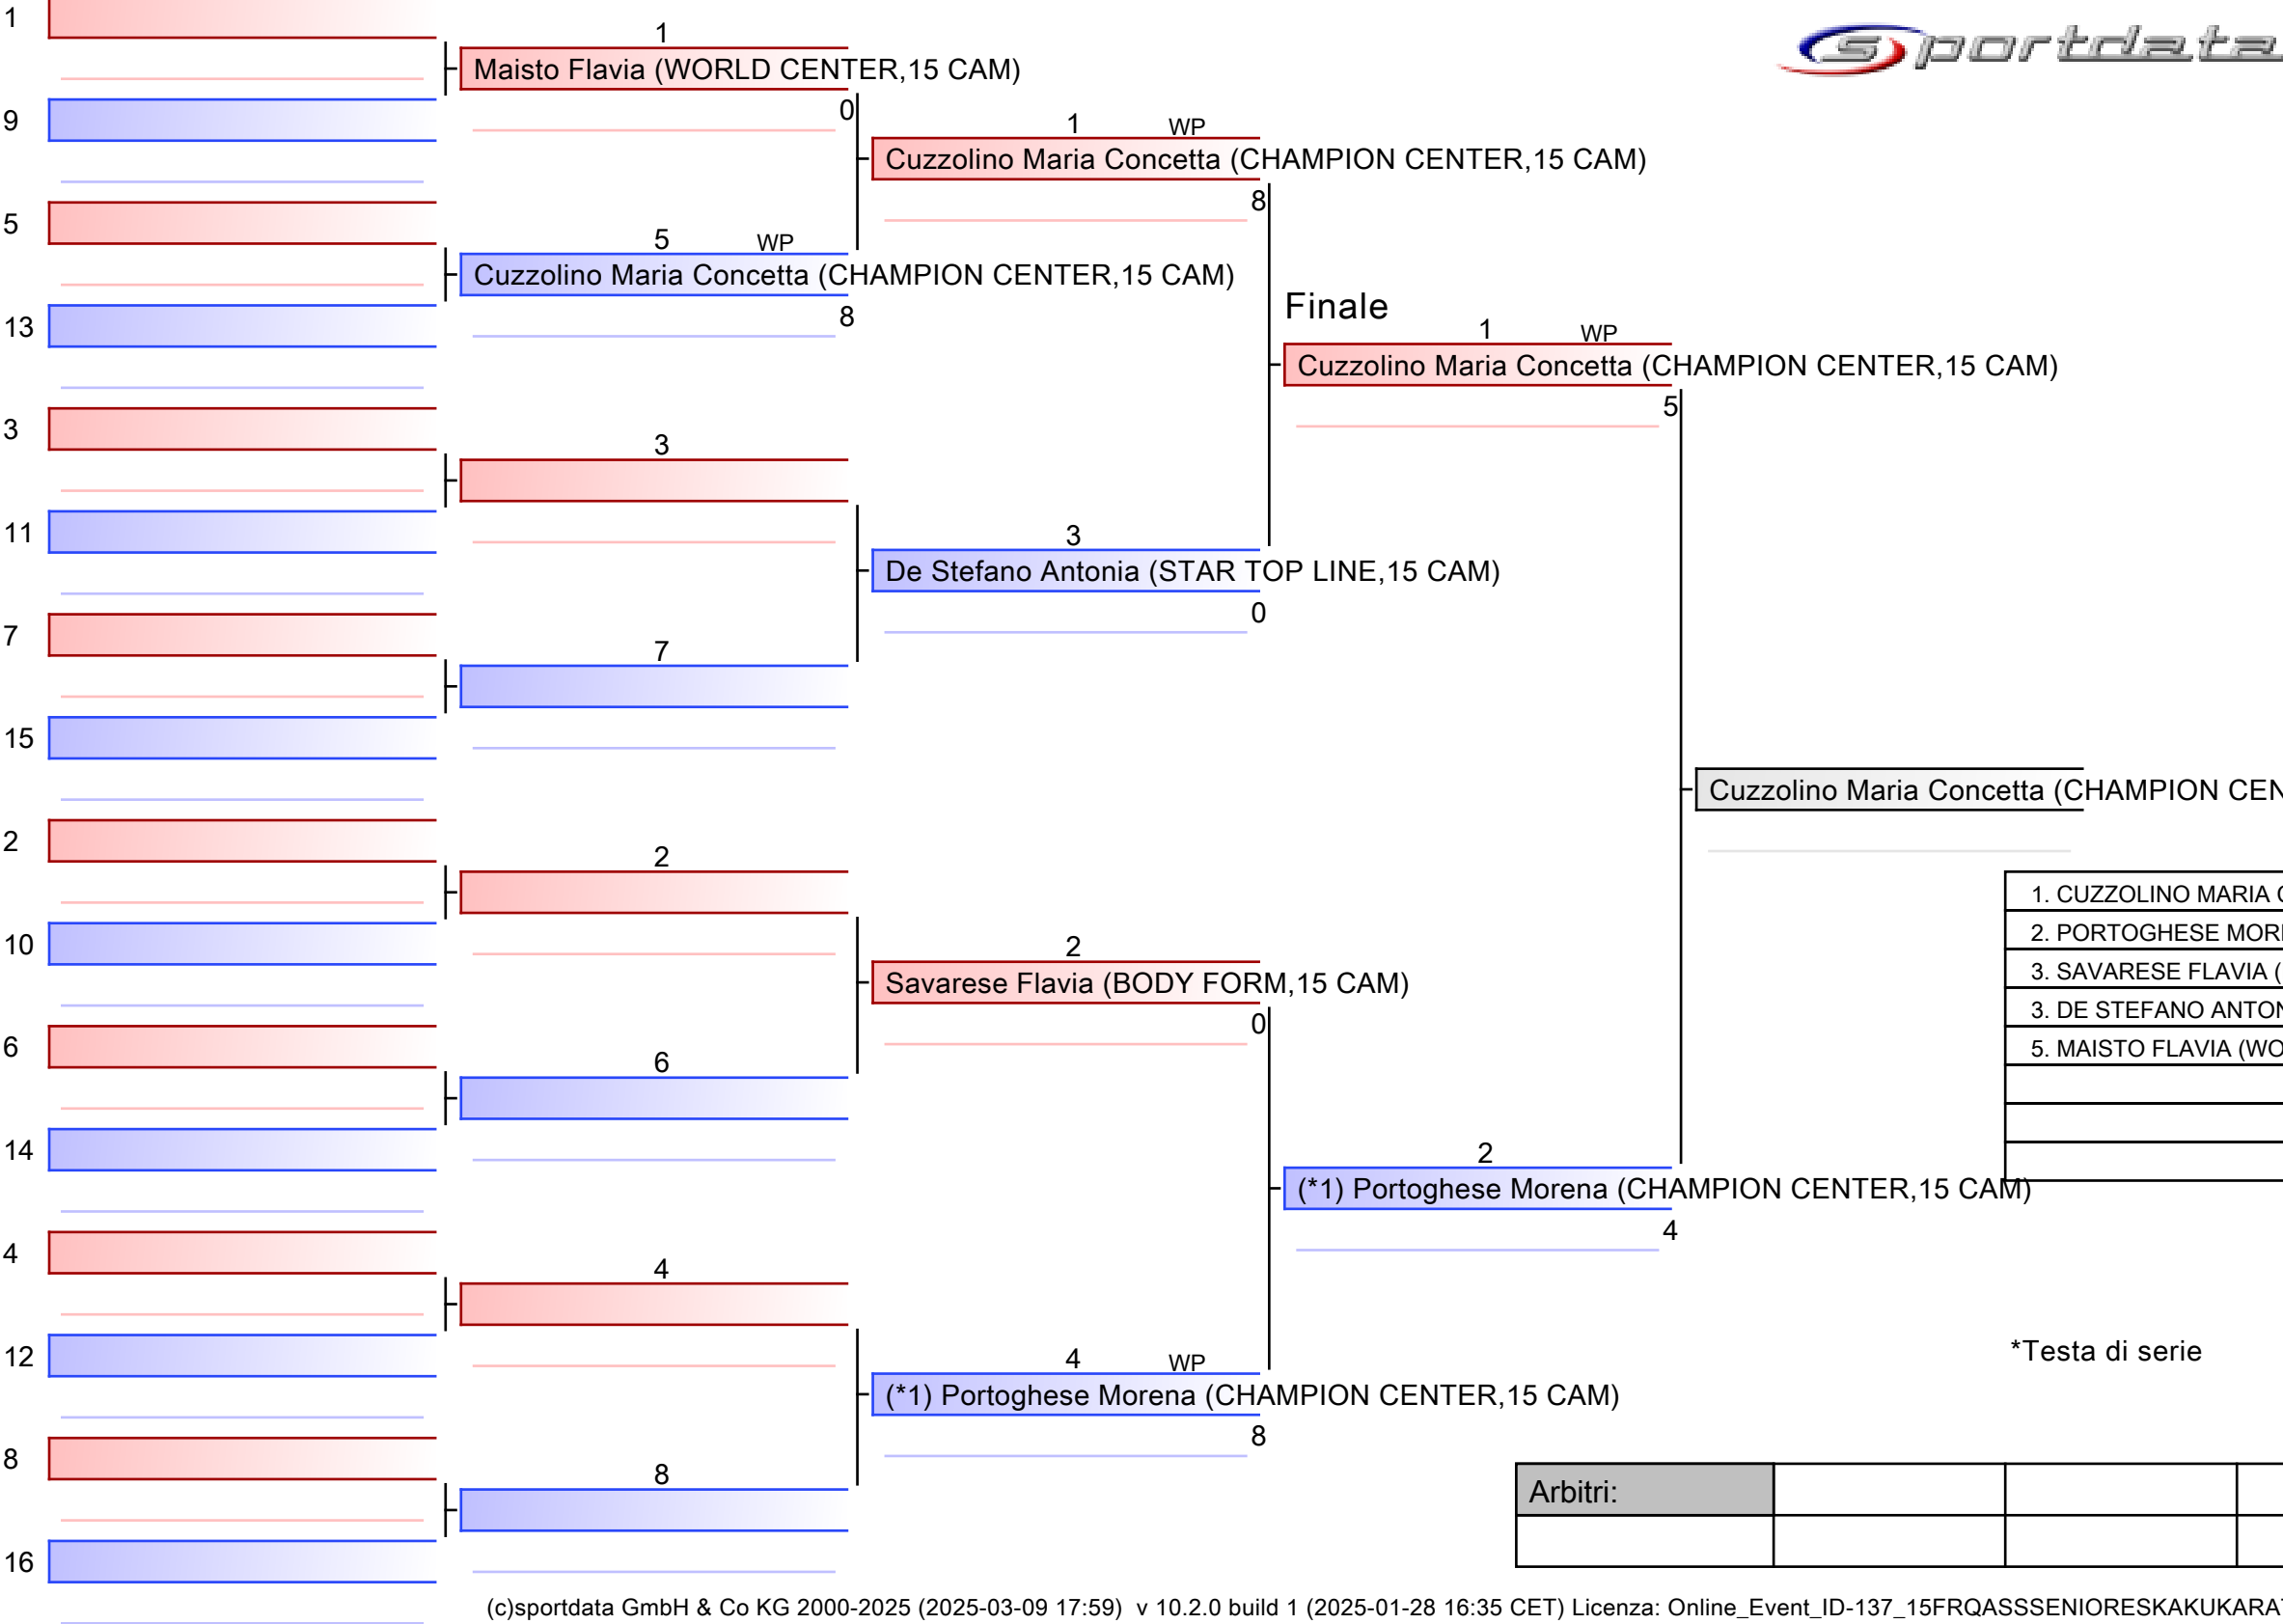 1
1
sportdata
Maisto Flavia (WORLD CENTER,15 CAM)
0
9
1 WP
Cuzzolino Maria Concetta (CHAMPION CENTER,15 CAM)
8
5
5 WP
Cuzzolino Maria Concetta (CHAMPION CENTER,15 CAM)
8
13
Finale
1 WP
Cuzzolino Maria Concetta (CHAMPION CENTER,15 CAM)
5
3
3
11
3
De Stefano Antonia (STAR TOP LINE,15 CAM)
0
7
7
15
Cuzzolino Maria Concetta (CHAMPION CEN
2
2
1. CUZZOLINO MARIA C
2. PORTOGHESE MORE
3. SAVARESE FLAVIA (
3. DE STEFANO ANTON
5. MAISTO FLAVIA (WO
10
2
Savarese Flavia (BODY FORM,15 CAM)
0
6
6
14
2
(*1) Portoghese Morena (CHAMPION CENTER,15 CAM)
4
4
4
12
*Testa di serie
4 WP
(*1) Portoghese Morena (CHAMPION CENTER,15 CAM)
8
8
8
Arbitri:
16
(c)sportdata GmbH & Co KG 2000-2025 (2025-03-09 17:59) v 10.2.0 build 1 (2025-01-28 16:35 CET) Licenza: Online_Event_ID-137_15FRQASSSENIORESKAKUKARA